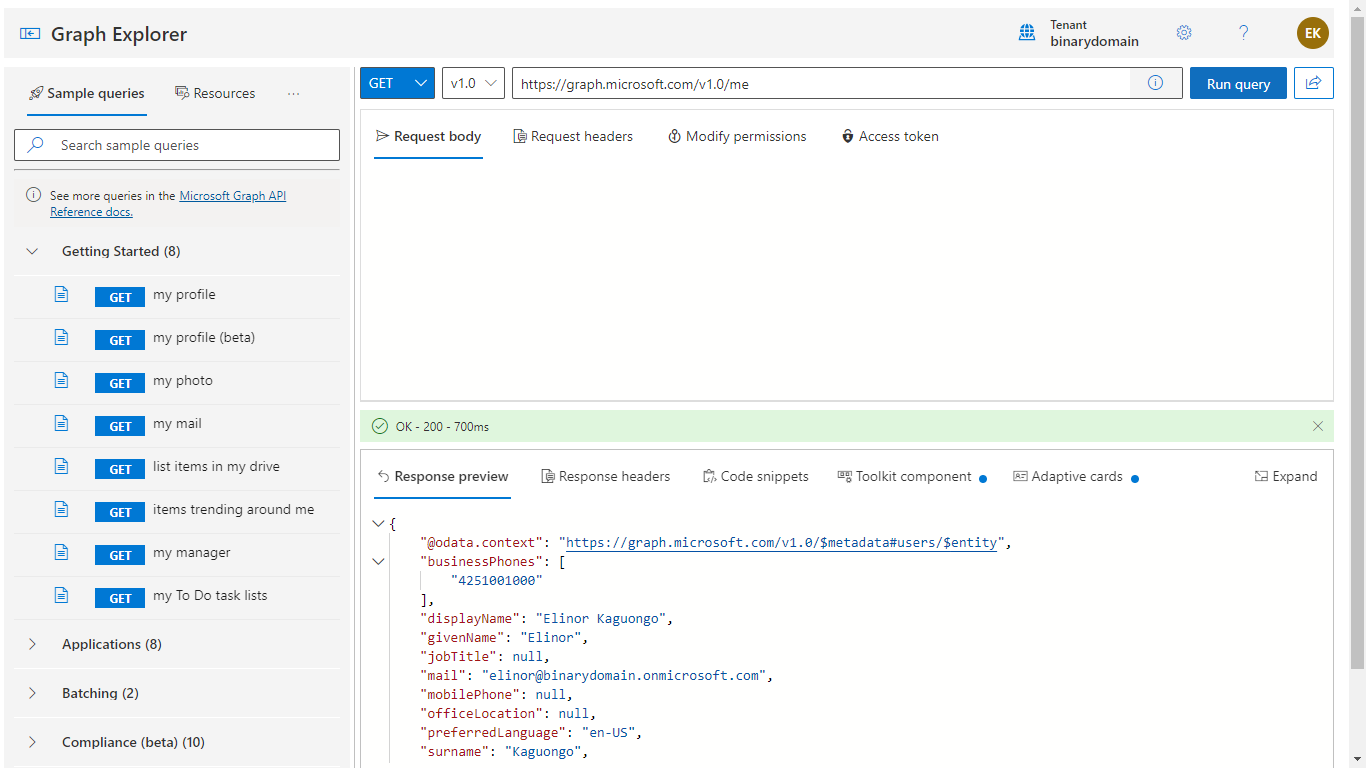 Graph Explorer
Tenant
binarydomain
?
EK
Sample queries
Resources
...
Search sample queries
See more queries in the Microsoft Graph API
Reference docs.
Getting Started (8)
GET my profile
GET my profile (beta)
GET my photo
GET my mail
GET list items in my drive
GET items trending around me
GET my manager
GET my To Do task lists
Applications (8)
Batching (2)
Compliance (beta) (10)
GET
v1.0
https://graph.microsoft.com/v1.0/me
Run query
Request body
Request headers
Modify permissions
Access token
OK - 200 - 700ms
Response preview
Response headers
Code snippets
Toolkit component
Adaptive cards
Expand
{
"@odata.context": "https://graph.microsoft.com/v1.0/$metadata#users/$entity",
"businessPhones": [
"4251001000"
],
"displayName": "Elinor Kaguongo",
"givenName": "Elinor",
"jobTitle": null,
"mail": "elinor@binarydomain.onmicrosoft.com",
"mobilePhone": null,
"officeLocation": null,
"preferredLanguage": "en-US",
"surname": "Kaguongo",